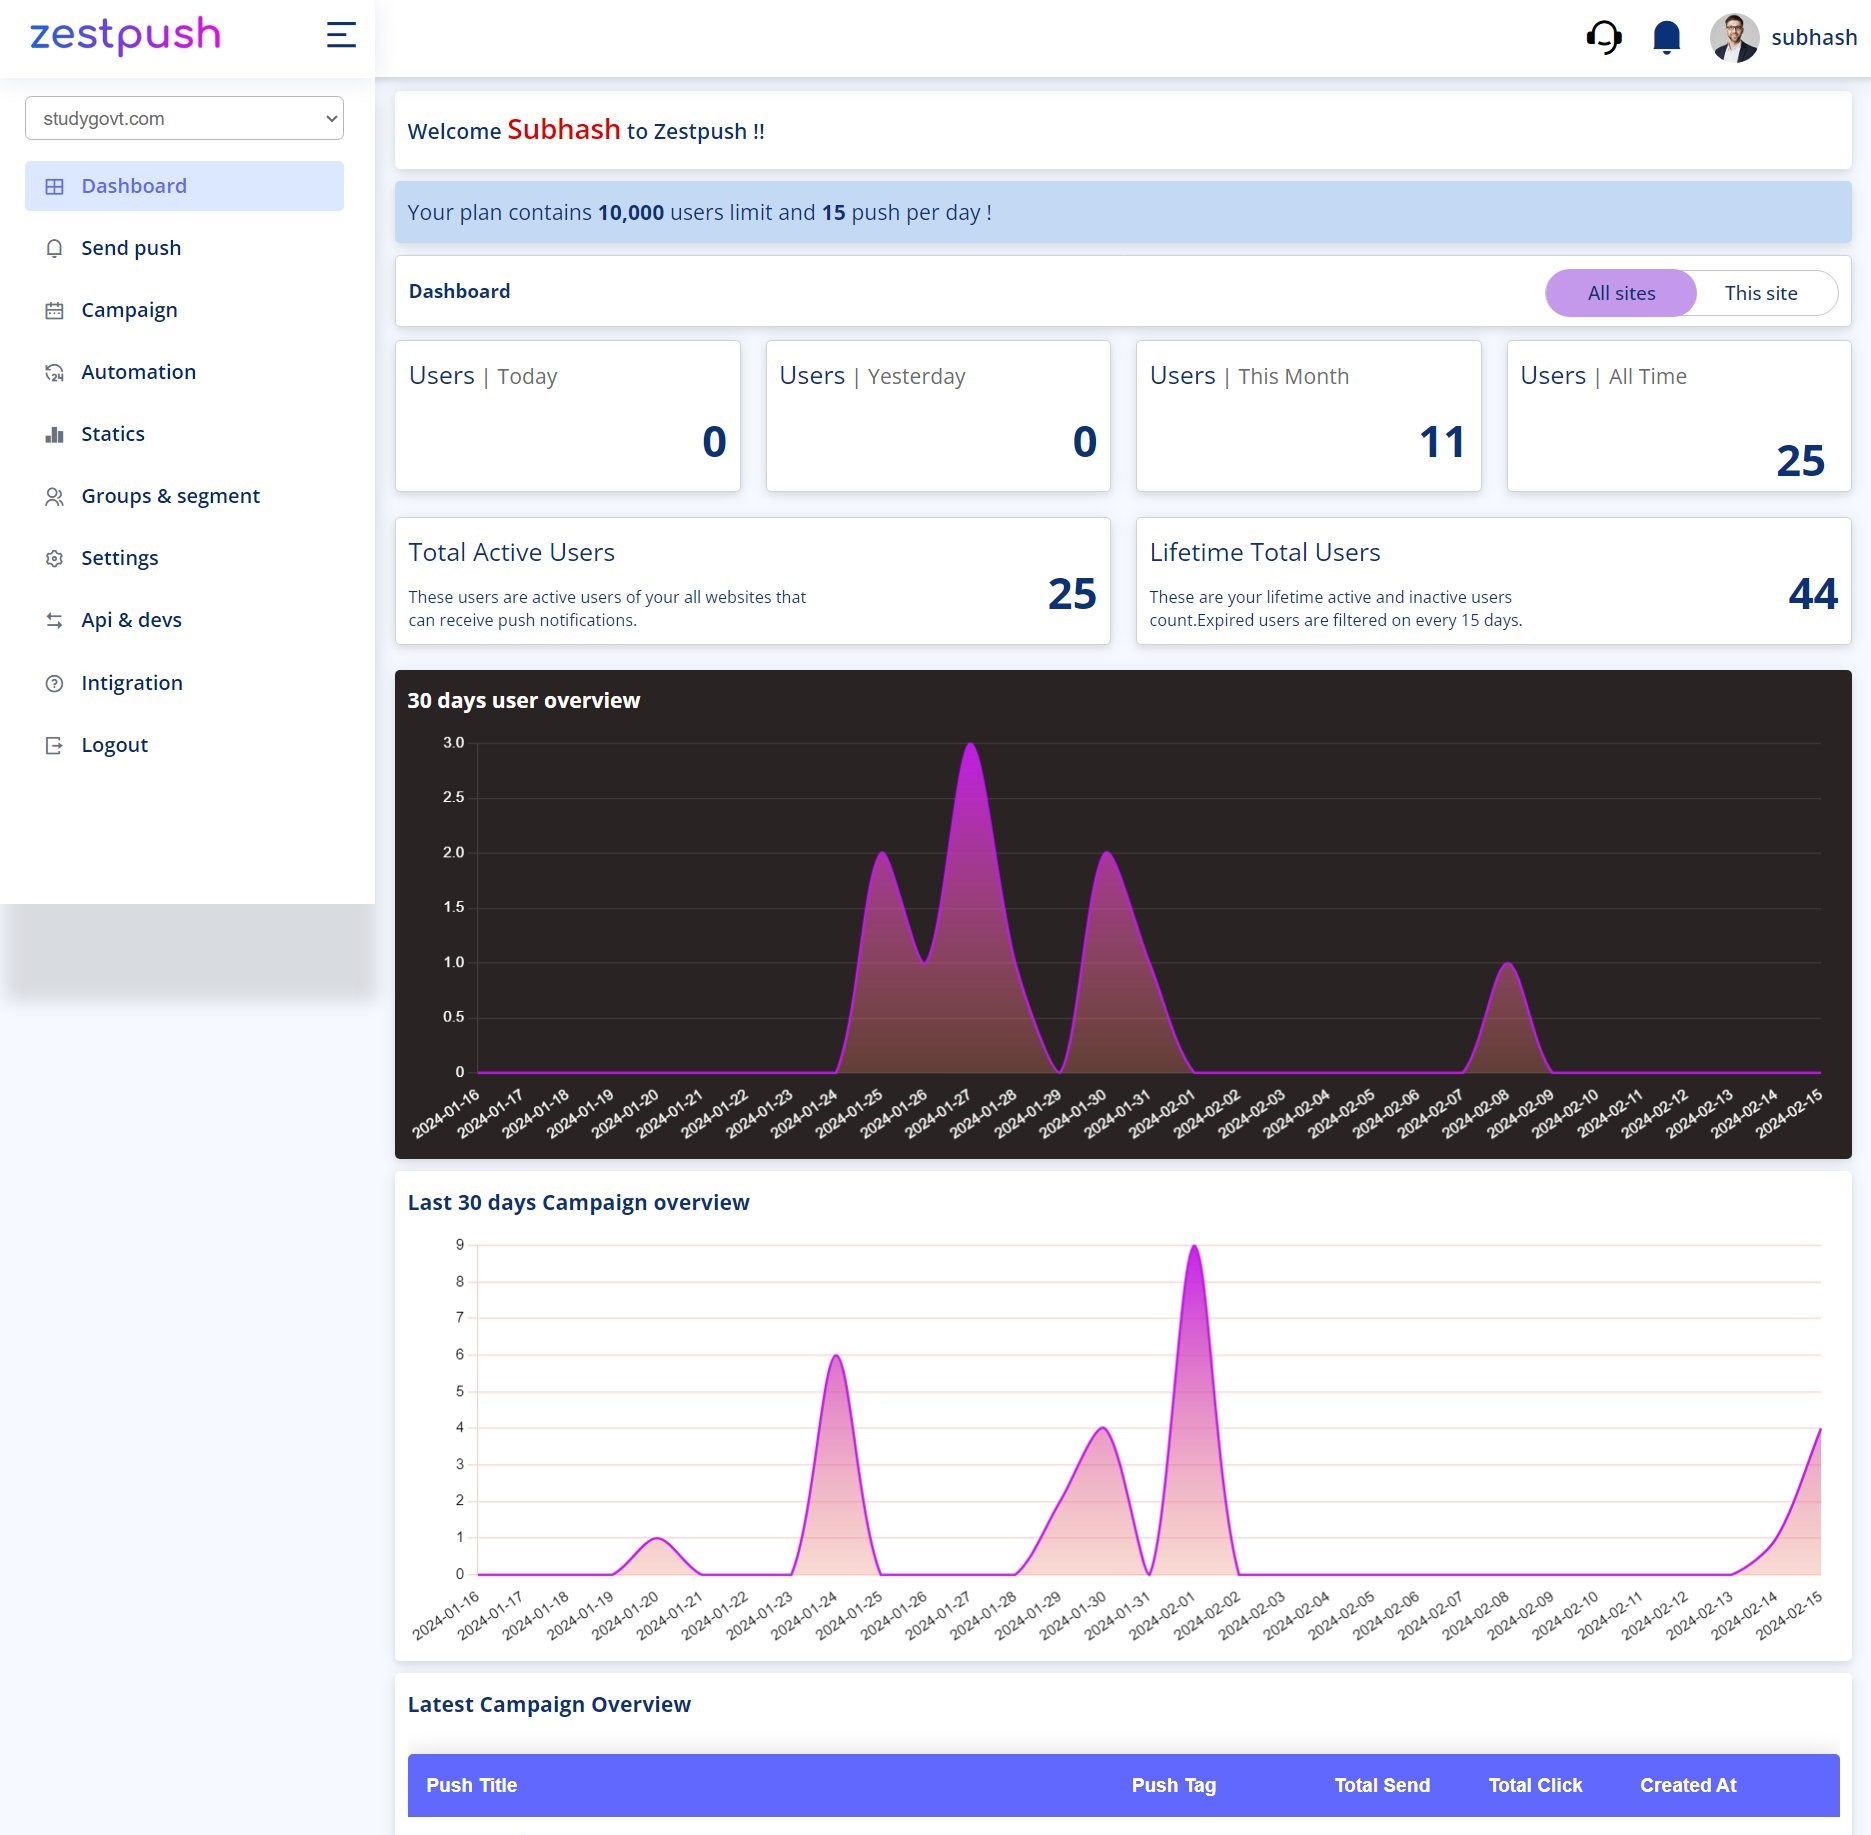 zestpush
subhash
studygovt.com
Dashboard
Send push
Campaign
Automation
Statics
Groups & segment
Settings
Api & devs
Intigration
Logout
Welcome Subhash to Zestpush !!
Your plan contains 10,000 users limit and 15 push per day !
Dashboard
All sites
This site
Users | Today
0
Users | Yesterday
0
Users | This Month
11
Users | All Time
25
Total Active Users
These users are active users of your all websites that
can receive push notifications.
25
Lifetime Total Users
These are your lifetime active and inactive users
count.Expired users are filtered on every 15 days.
44
30 days user overview
3.0
2.5
2.0
1.5
1.0
0.5
0
2024-01-16
2024-01-17
2024-01-18
2024-01-19
2024-01-20
2024-01-21
2024-01-22
2024-01-23
2024-01-24
2024-01-25
2024-01-26
2024-01-27
2024-01-28
2024-01-29
2024-01-30
2024-01-31
2024-02-01
2024-02-02
2024-02-03
2024-02-04
2024-02-05
2024-02-06
2024-02-07
2024-02-08
2024-02-09
2024-02-10
2024-02-11
2024-02-12
2024-02-13
2024-02-14
2024-02-15
Last 30 days Campaign overview
9
8
7
6
5
4
3
2
1
0
2024-01-16
2024-01-17
2024-01-18
2024-01-19
2024-01-20
2024-01-21
2024-01-22
2024-01-23
2024-01-24
2024-01-25
2024-01-26
2024-01-27
2024-01-28
2024-01-29
2024-01-30
2024-01-31
2024-02-01
2024-02-02
2024-02-03
2024-02-04
2024-02-05
2024-02-06
2024-02-07
2024-02-08
2024-02-09
2024-02-10
2024-02-11
2024-02-12
2024-02-13
2024-02-14
2024-02-15
Latest Campaign Overview
Push Title
Push Tag
Total Send
Total Click
Created At